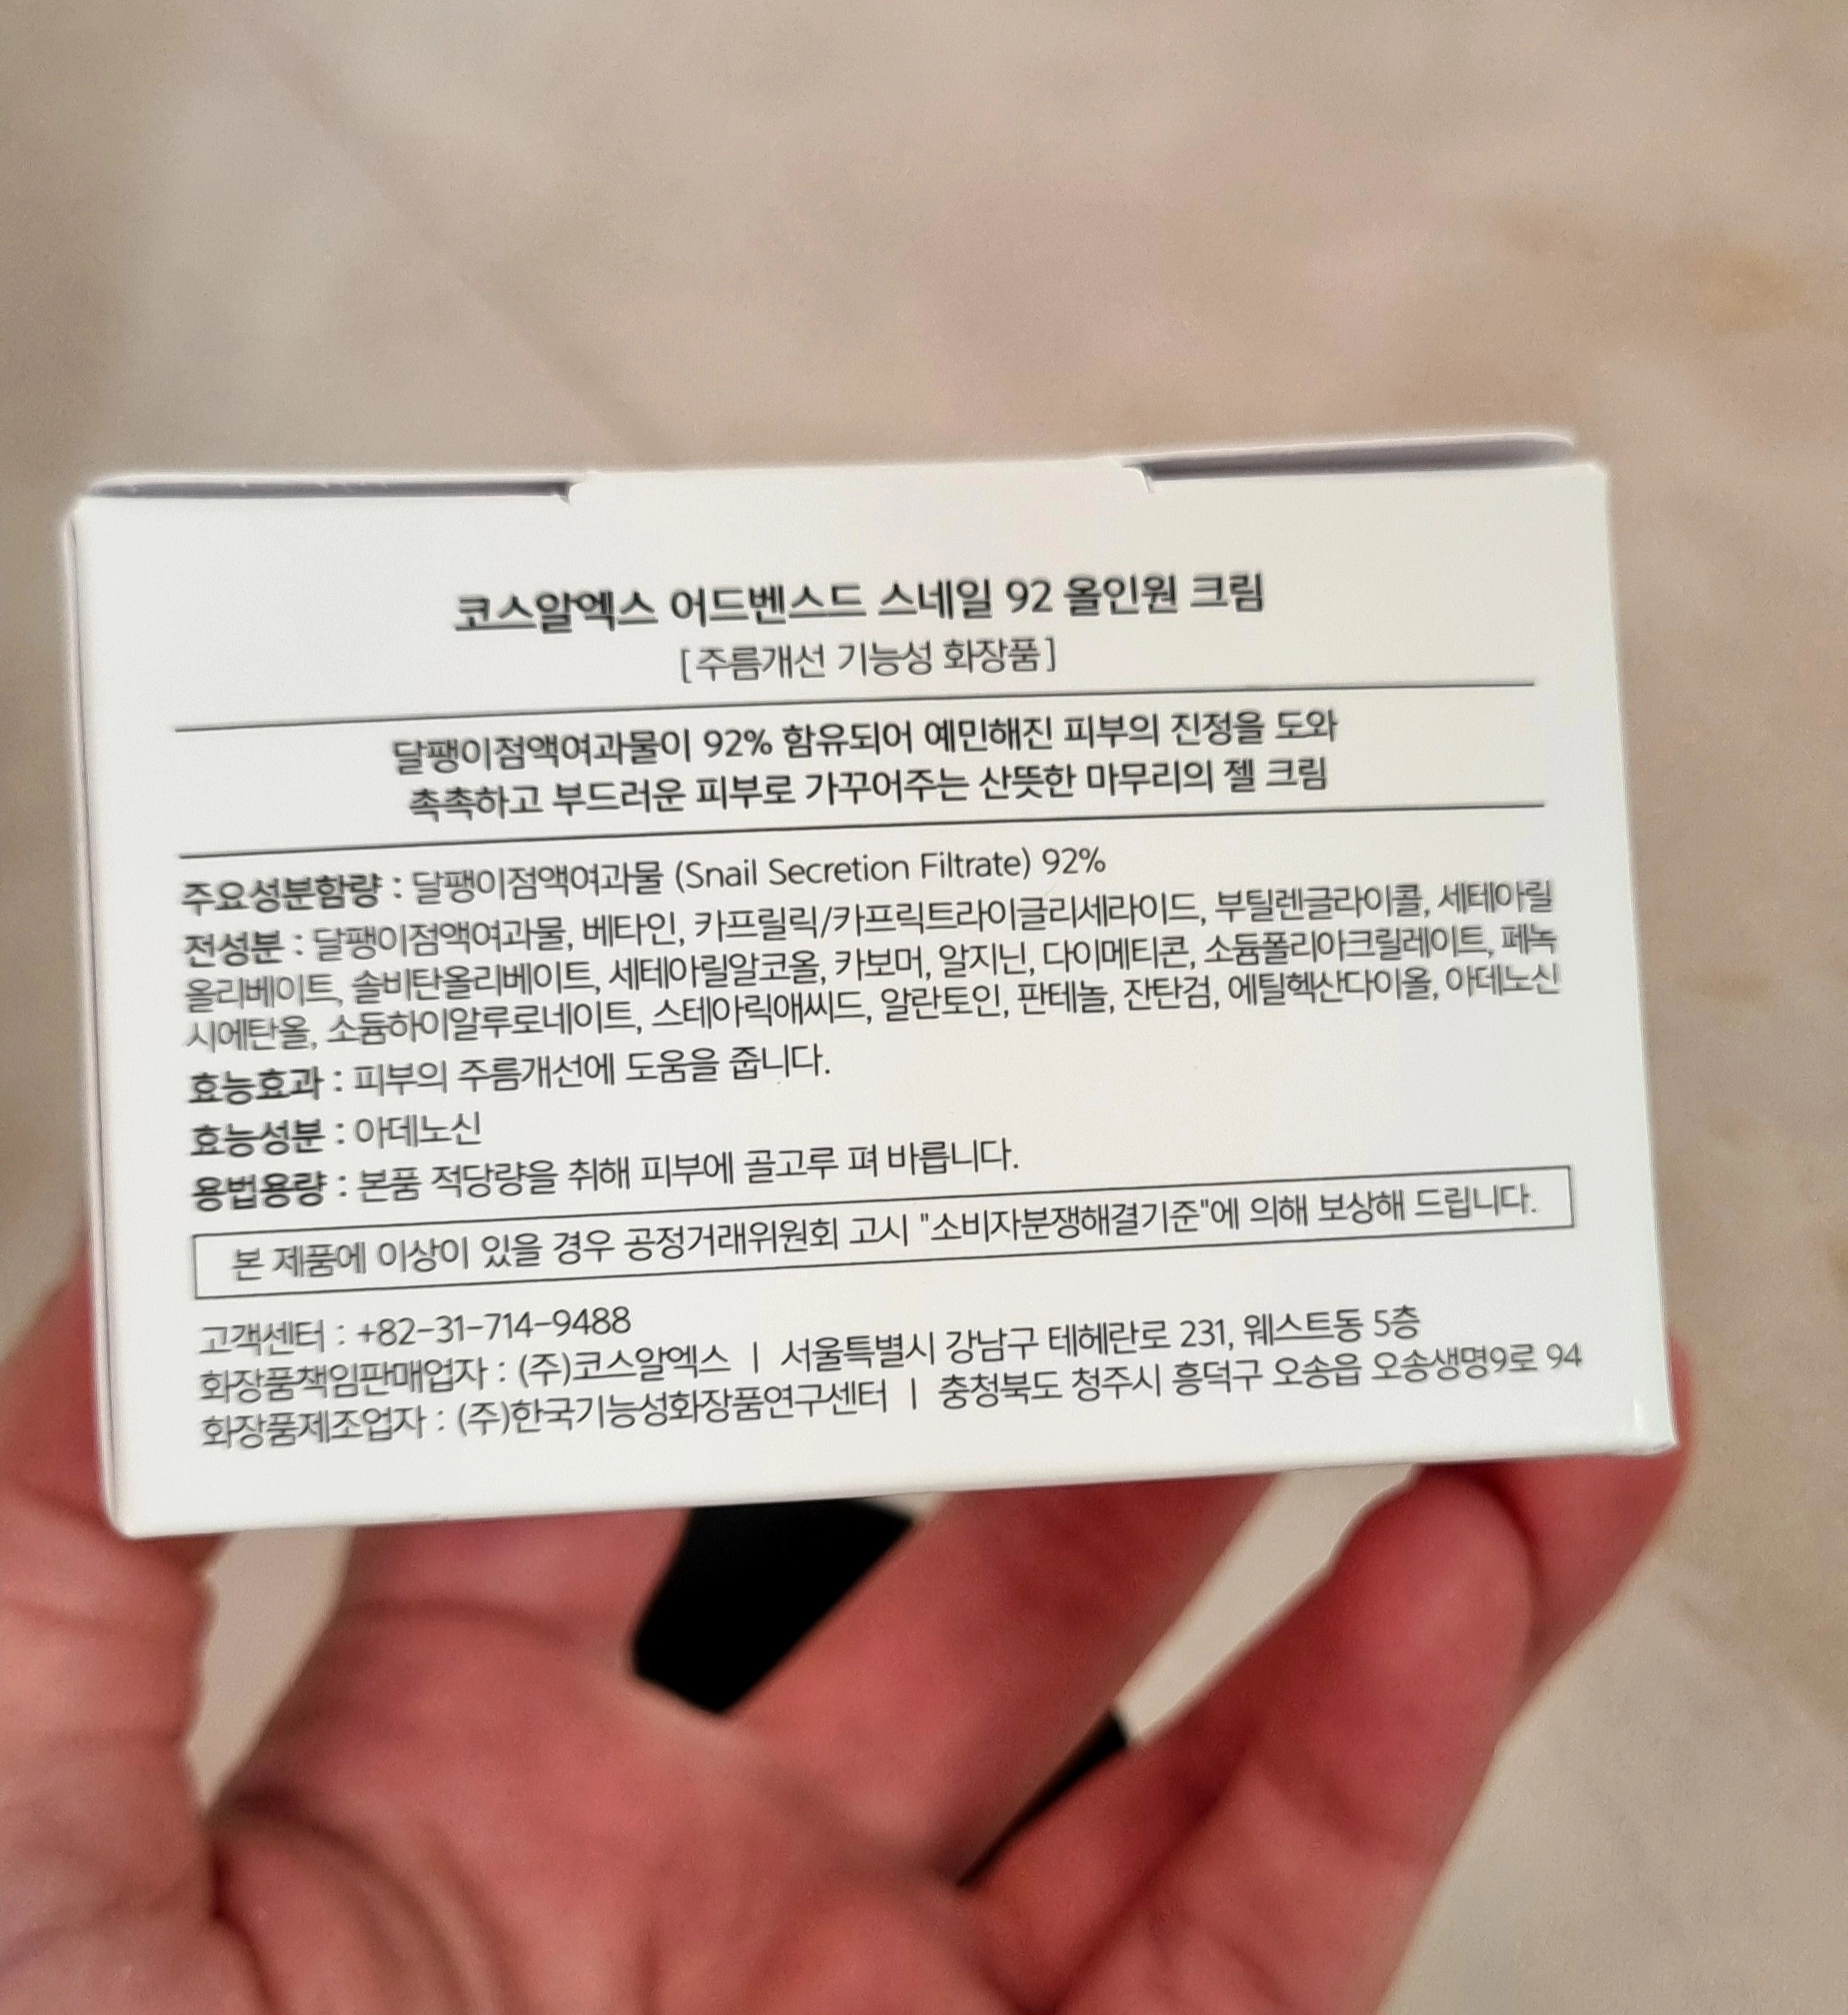 코스알엑스 어드벤스드 스네일 92 올인원 크림
[주름개선 기능성 화장품]
달팽이점액여과물이 92% 함유되어 예민해진 피부의 진정을 도와
촉촉하고 부드러운 피부로 가꾸어주는 산뜻한 마무리의 젤 크림
주요성분함량 : 달팽이점액여과물 (Snail Secretion Filtrate) 92%
전성분 : 달팽이점액여과물, 베타인, 카프릴릭/카프릭트라이글리세라이드, 부틸렌글라이콜, 세테아릴
올리베이트, 솔비탄올리베이트, 세테아릴알코올, 카보머, 알지닌, 다이메티콘, 소듐폴리아크릴레이트, 페녹
시에탄올, 소듐하이알루로네이트, 스테아릭애씨드, 알란토인, 판테놀, 잔탄검, 에틸헥산다이올, 아데노신
효능효과 : 피부의 주름개선에 도움을 줍니다.
효능성분 : 아데노신
용법용량 : 본품 적당량을 취해 피부에 골고루 펴 바릅니다.
본 제품에 이상이 있을 경우 공정거래위원회 고시 "소비자분쟁해결기준"에 의해 보상해 드립니다.
고객센터 : +82-31-714-9488
화장품책임판매업자 : (주)코스알엑스 | 서울특별시 강남구 테헤란로 231, 웨스트동 5층
화장품제조업자 : (주)한국기능성화장품연구센터 | 충청북도 청주시 흥덕구 오송읍 오송생명9로 94